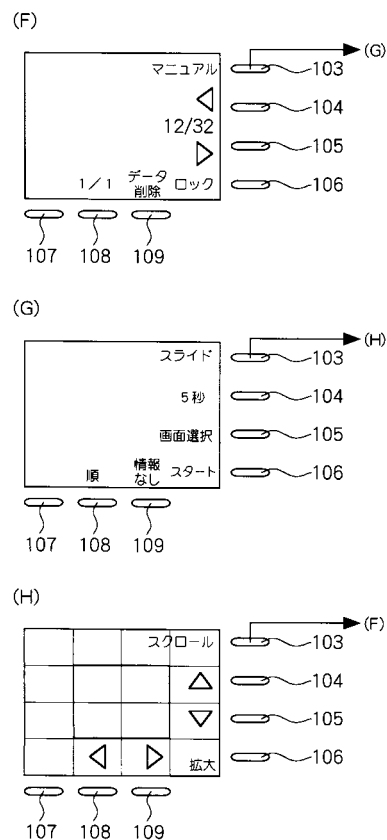 (F)
(G)
マニュアル
103
◁
104
12/32
105
▷
1/1
データ
削除
ロック
106
107
108
109
(G)
(H)
スライド
103
5秒
104
画面選択
105
順
情報
なし
スタート
106
107
108
109
(H)
(F)
スクロール
103
△
104
▽
105
◁
▷
拡大
106
107
108
109